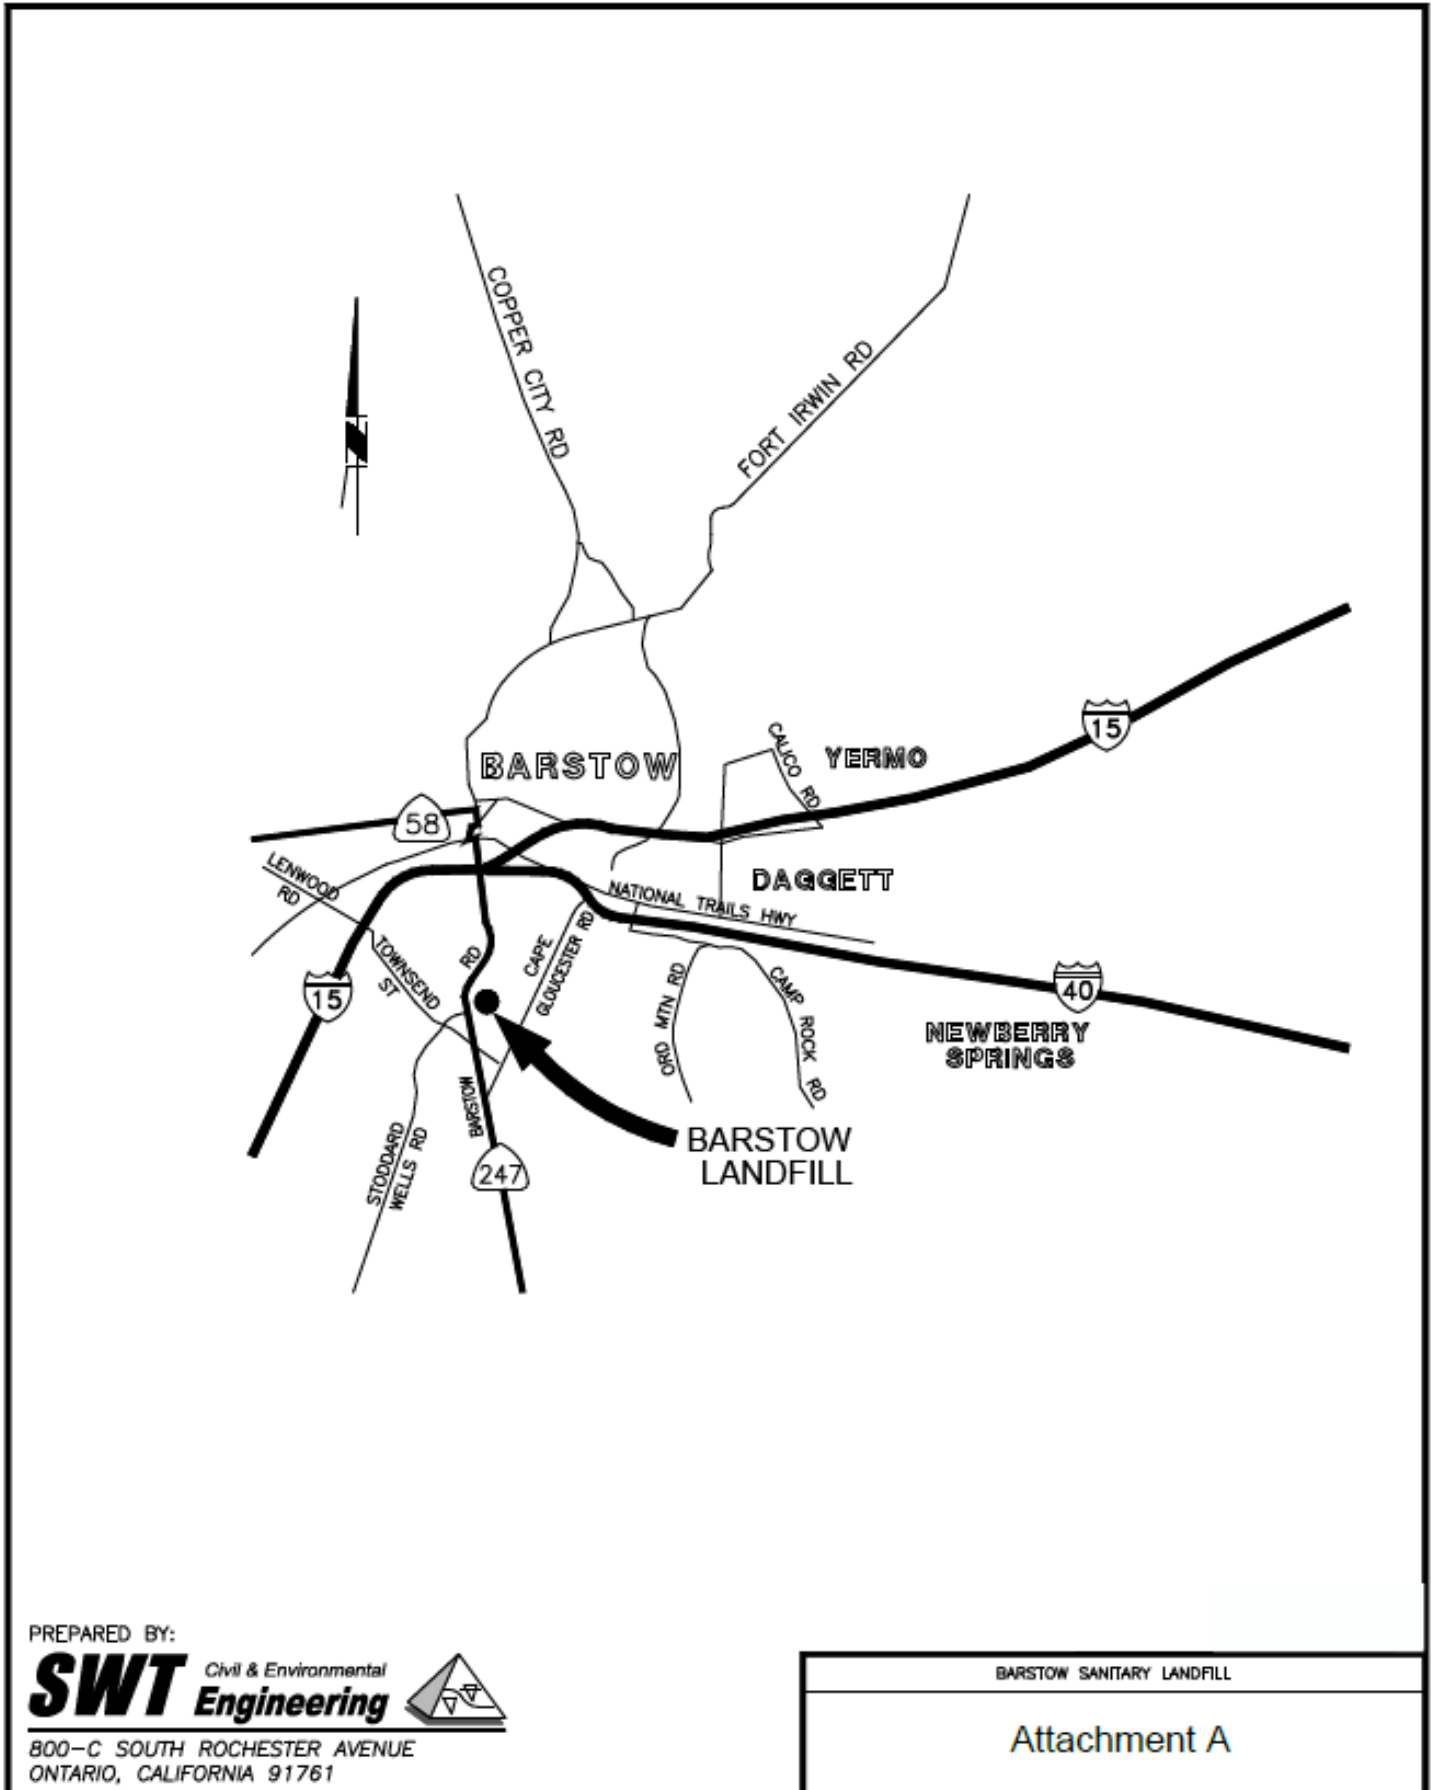 COPPER CITY RD
FORT IRWIN RD
N
15
CALICO RD
YERMO
BARSTOW
58
LENWOOD
RD
DAGGETT
NATIONAL TRAILS HWY
TOWNSEND
ST
RD
CAPE
GLOUCESTER RD
15
ORD MTN RD
CAMP ROCK RD
40
NEWBERRY
SPRINGS
BARSTOW
STODDARD
WELLS RD
247
BARSTOW
LANDFILL
PREPARED BY:
SWT Civil & Environmental
Engineering
800-C SOUTH ROCHESTER AVENUE
ONTARIO, CALIFORNIA 91761
BARSTOW SANITARY LANDFILL
Attachment A